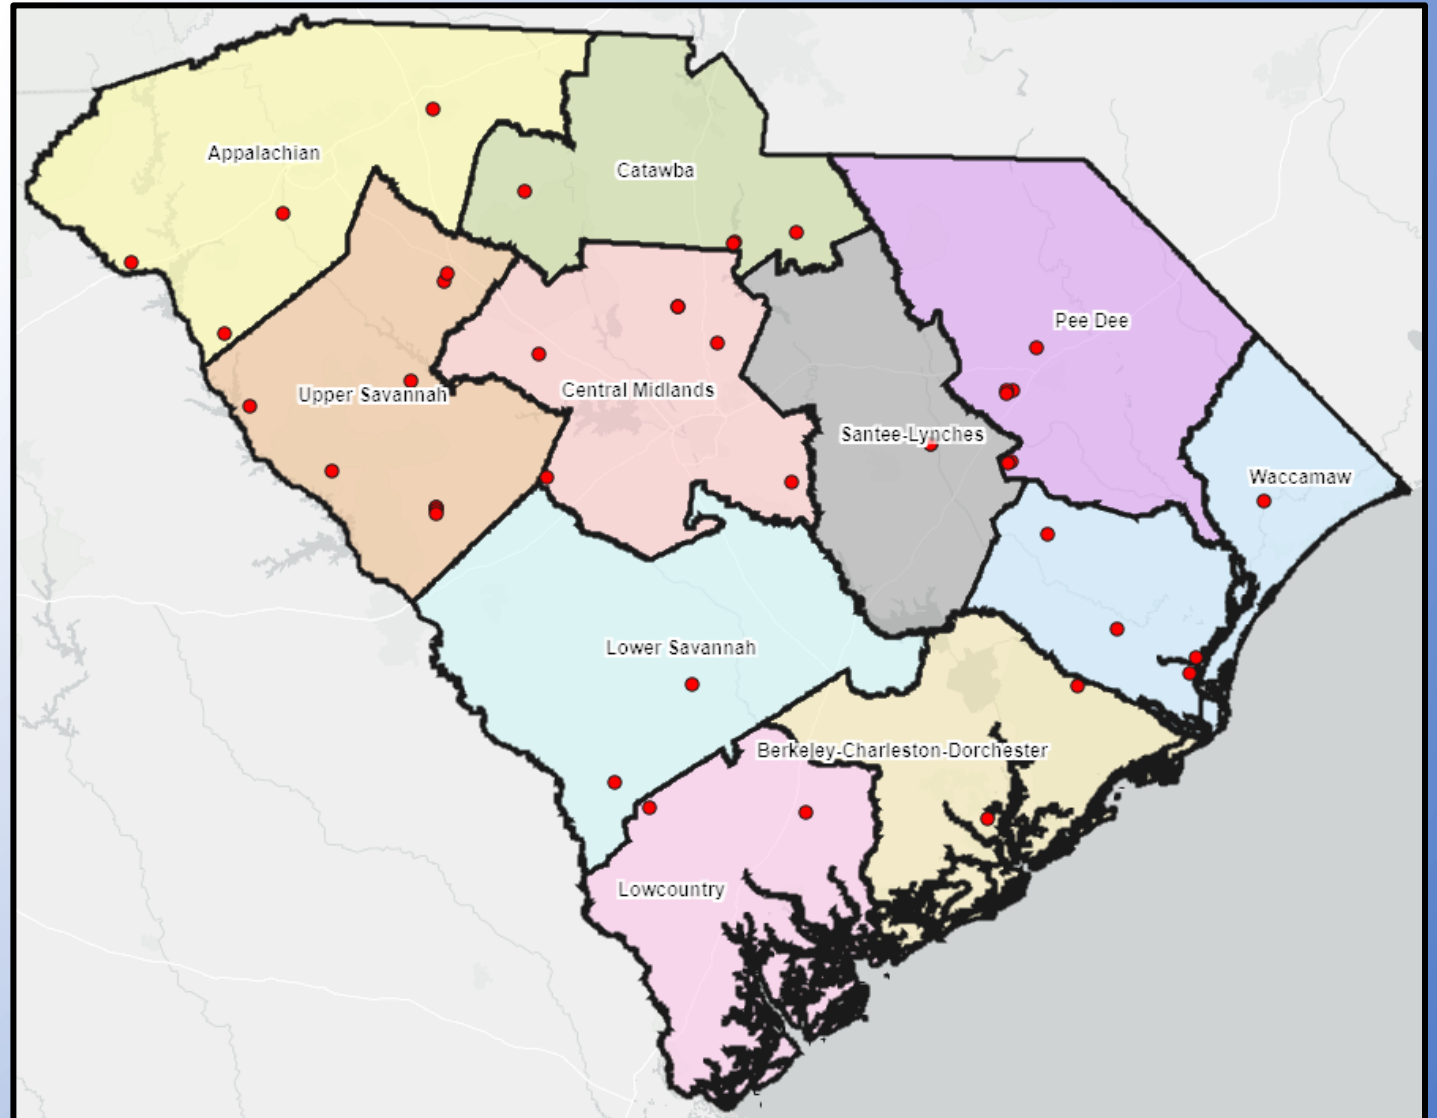 Appalachian
Catawba
Pee Dee
Upper Savannah
Central Midlands
Santee-Lynches
Waccamaw
Lower Savannah
Berkeley-Charleston-Dorchester
Lowcountry